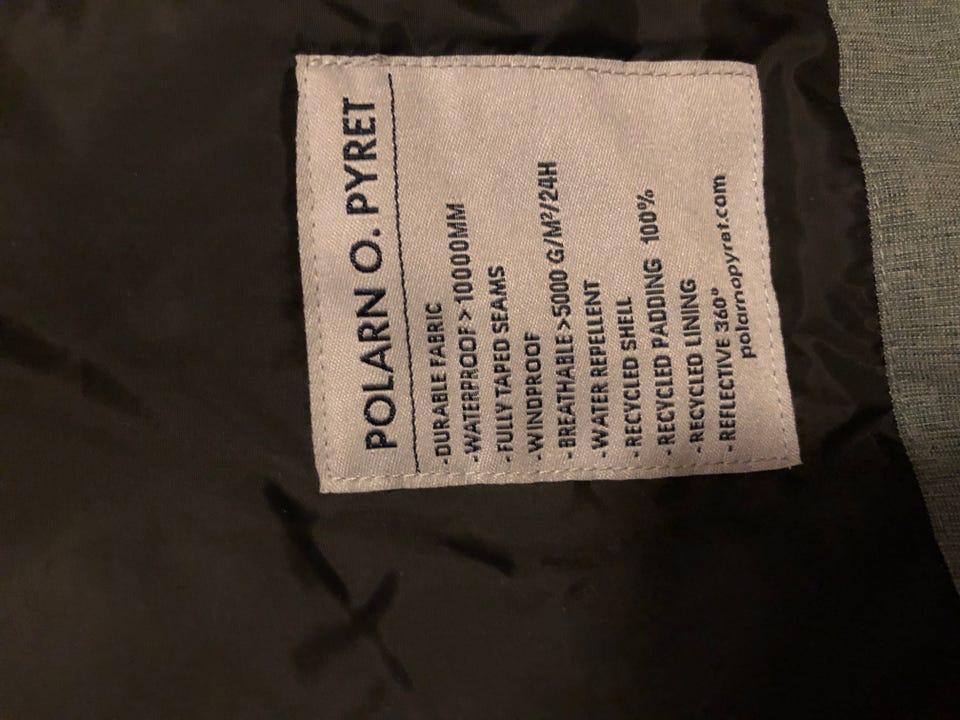 POLARN O. PYRET
-DURABLE FABRIC
-WATERPROOF>10000MM
-FULLY TAPED SEAMS
-WINDPROOF
-BREATHABLE>5000 G/M²/24H
-WATER REPELLENT
-RECYCLED SHELL
-RECYCLED PADDING 100%
-RECYCLED LINING
-REFLECTIVE 360°
polarnopyret.com